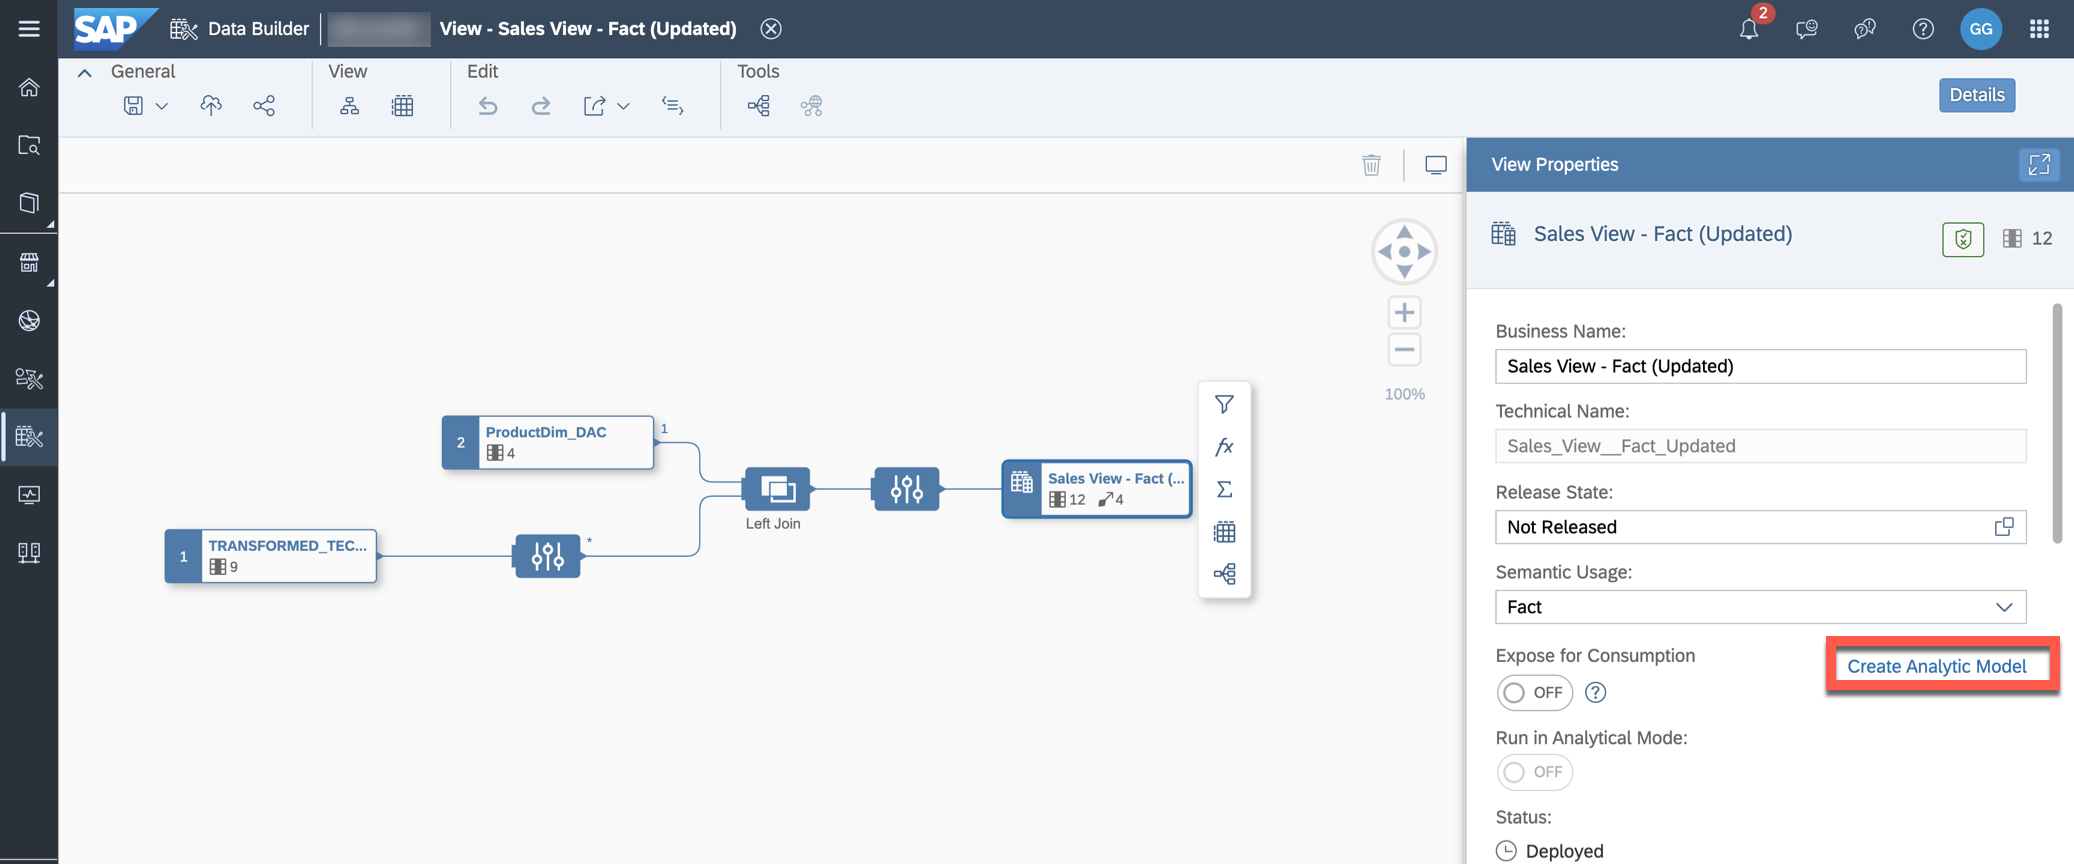 SAP Data Builder View - Sales View - Fact (Updated) 2 GG
General View Edit Tools
Details
View Properties
Sales View - Fact (Updated) 12
Business Name:
Sales View - Fact (Updated)
Technical Name:
Sales_View__Fact_Updated
Release State:
Not Released
Semantic Usage:
Fact
Expose for Consumption
Create Analytic Model
OFF ?
Run in Analytical Mode:
OFF
Status:
Deployed
100%
2 ProductDim_DAC 1
4
Sales View - Fact (...
12 4
Left Join
1 TRANSFORMED_TEC... *
9
fx
Σ